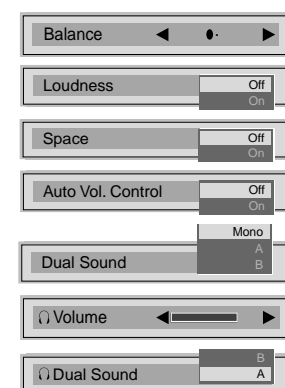 Balance
Loudness Off
On
Space Off
On
Auto Vol. Control Off
On
Mono
A
Dual Sound B
Volume
B
Dual Sound A